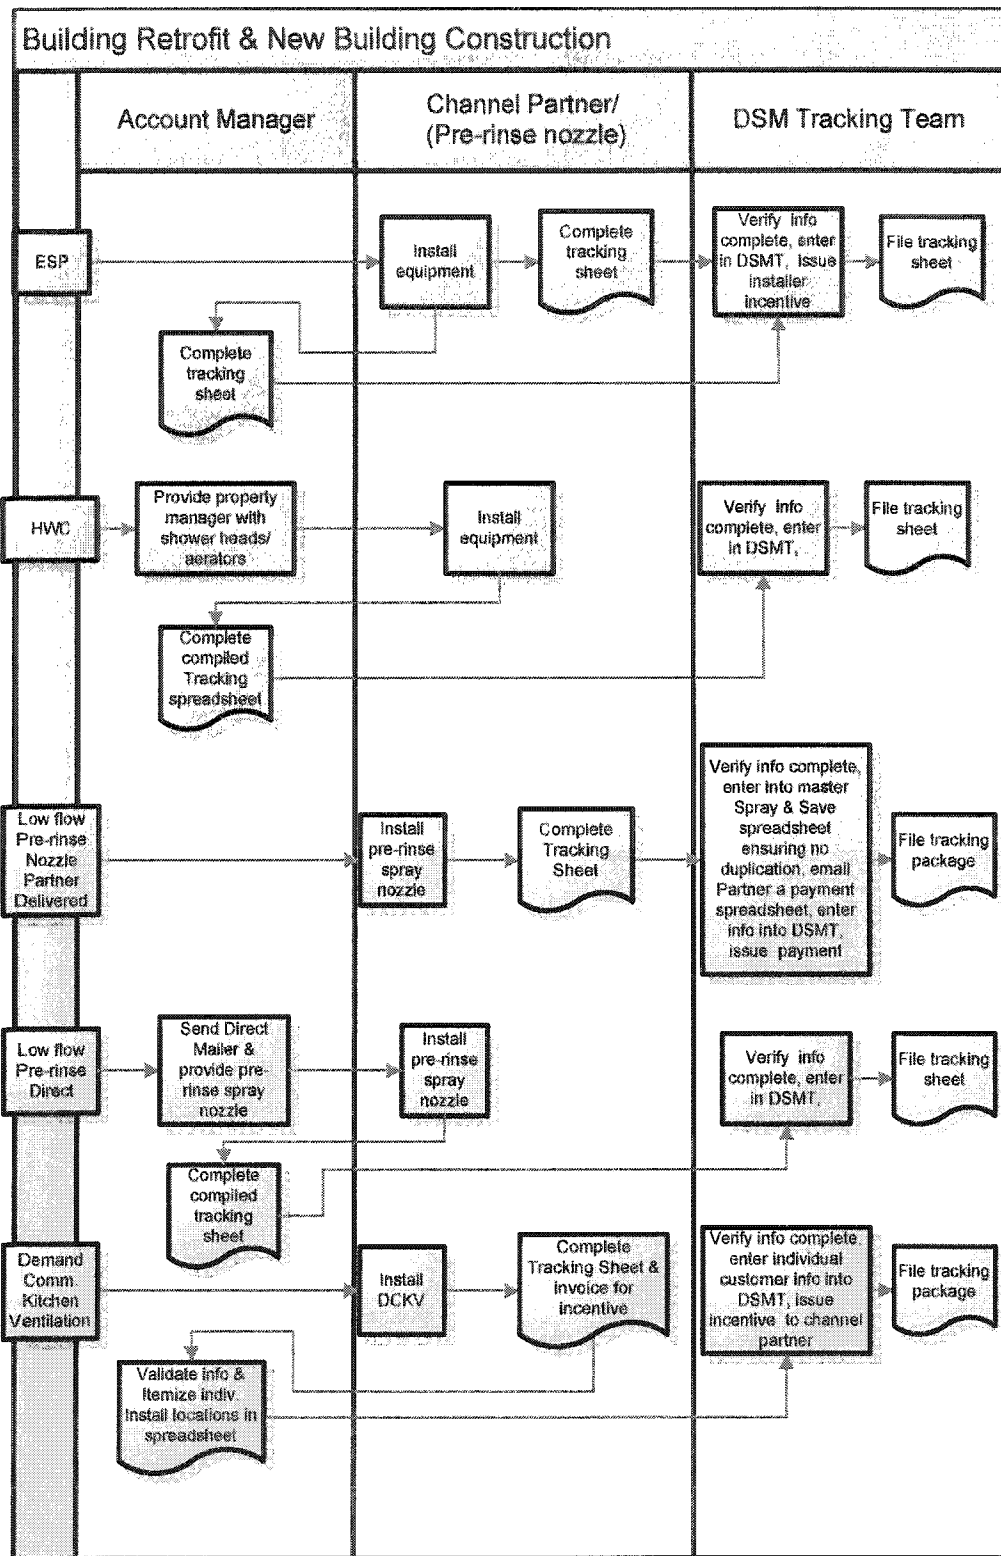 Building Retrofit & New Building Construction
Account Manager
Channel Partner/
(Pre-rinse nozzle)
DSM Tracking Team
ESP
Install
equipment
Complete
tracking
sheet
Verify info
complete, enter
in DSMT, issue
installer
incentive
File tracking
sheet
Complete
tracking
sheet
HWC
Provide property
manager with
shower heads/
aerators
Install
equipment
Verify info
complete, enter
in DSMT,
File tracking
sheet
Complete
compiled
Tracking
spreadsheet
Low flow
Pre-rinse
Nozzle
Partner
Delivered
Install
pre-rinse
spray
nozzle
Complete
Tracking
Sheet
Verify info complete,
enter into master
Spray & Save
spreadsheet
ensuring no
duplication, email
Partner a payment
spreadsheet, enter
info into DSMT,
issue payment
File tracking
package
Low flow
Pre-rinse
Direct
Send Direct
Mailer &
provide pre-
rinse spray
nozzle
Install
pre-rinse
spray
nozzle
Verify info
complete, enter
in DSMT,
File tracking
sheet
Complete
compiled
tracking
sheet
Demand
Comm.
Kitchen
Ventilation
Install
DCKV
Complete
Tracking Sheet &
invoice for
incentive
Verify info complete,
enter individual
customer info into
DSMT, issue
incentive to channel
partner
File tracking
package
Validate info &
Itemize indiv.
Install locations in
spreadsheet